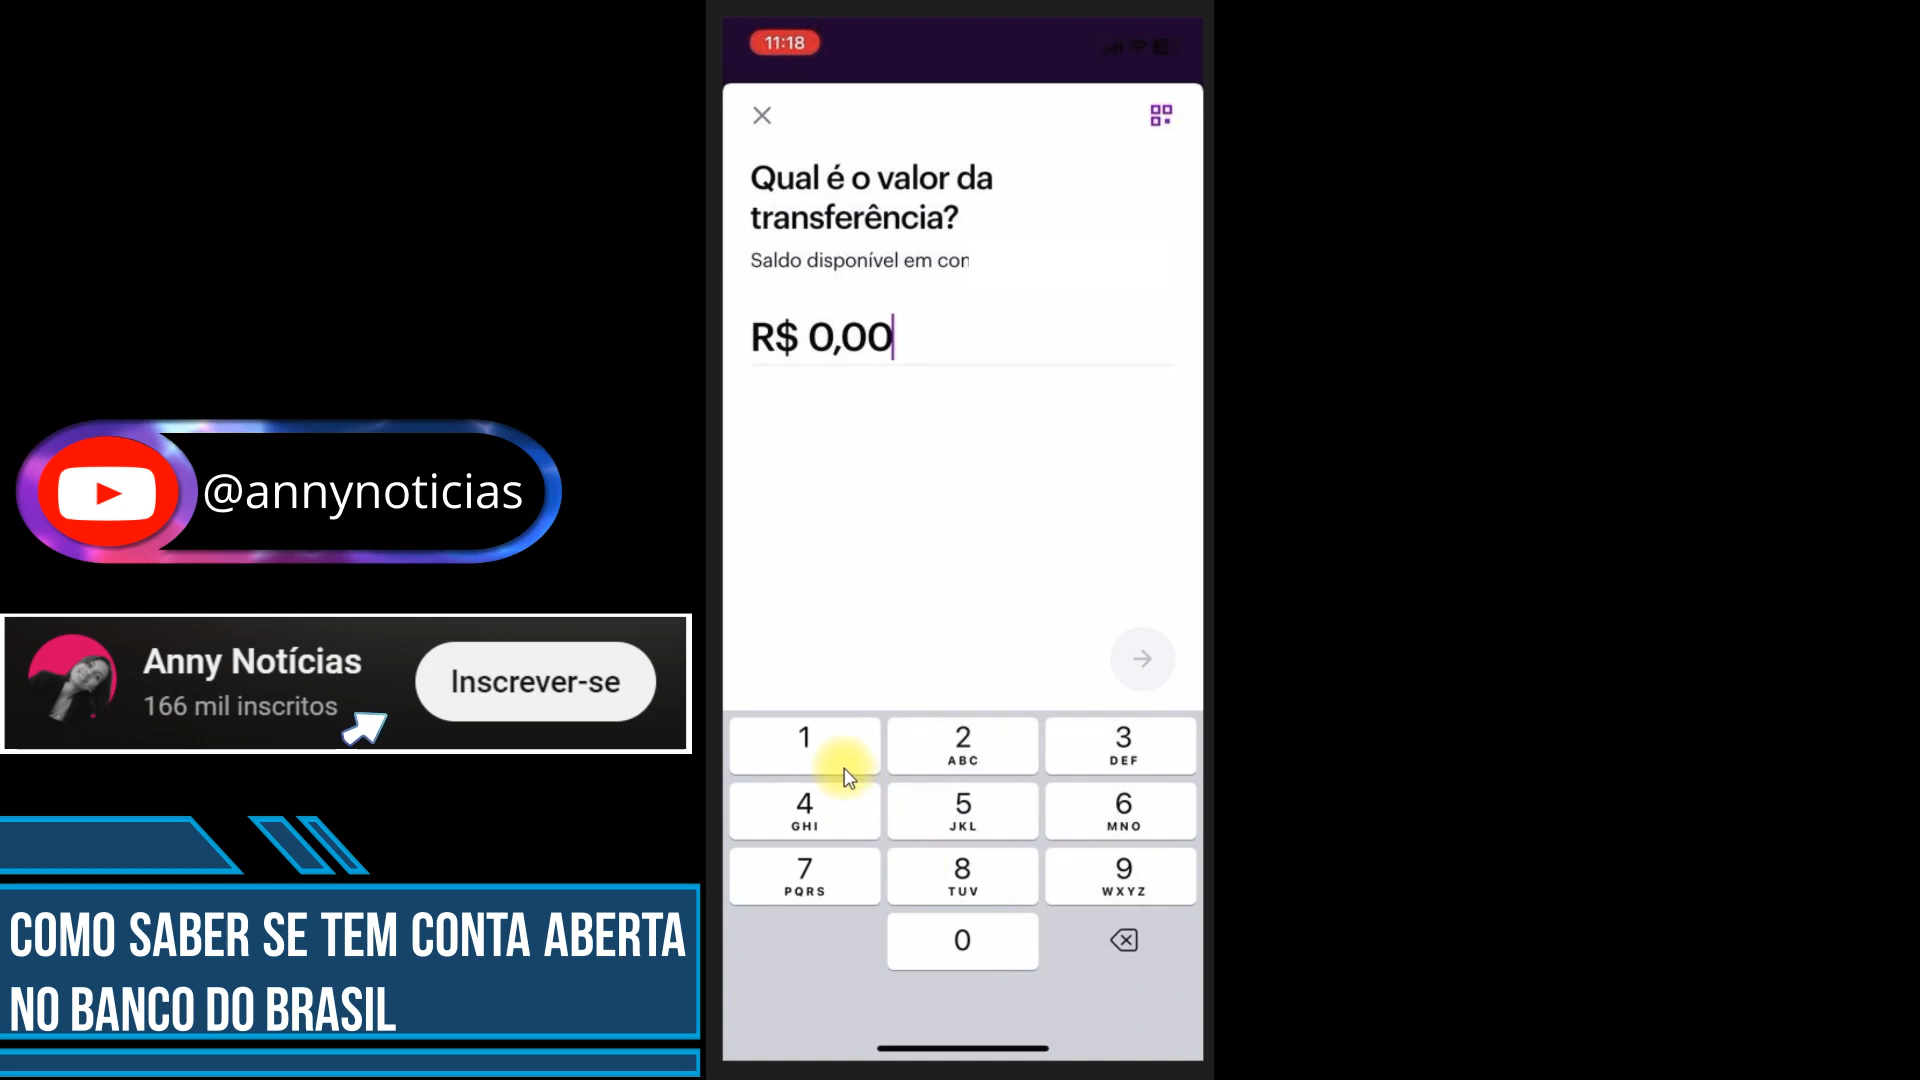 11:18
Qual é o valor da
transferência?
Saldo disponível em con
R$ 0,00
@annynoticias
Anny Notícias
166 mil inscritos
Inscrever-se
1
2
ABC
3
DEF
4
GHI
5
JKL
6
MNO
7
PQRS
8
TUV
9
WXYZ
0
COMO SABER SE TEM CONTA ABERTA
NO BANCO DO BRASIL